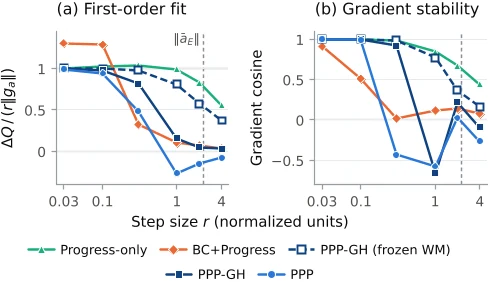 (a) First-order fit
(b) Gradient stability
ΔQ / (r‖g_a‖)
1
0.5
0
‖ā_E‖
0.03
0.1
1
4
Gradient cosine
1
0.5
0
−0.5
0.03
0.1
1
4
Step size r (normalized units)
Progress-only
BC+Progress
PPP-GH (frozen WM)
PPP-GH
PPP